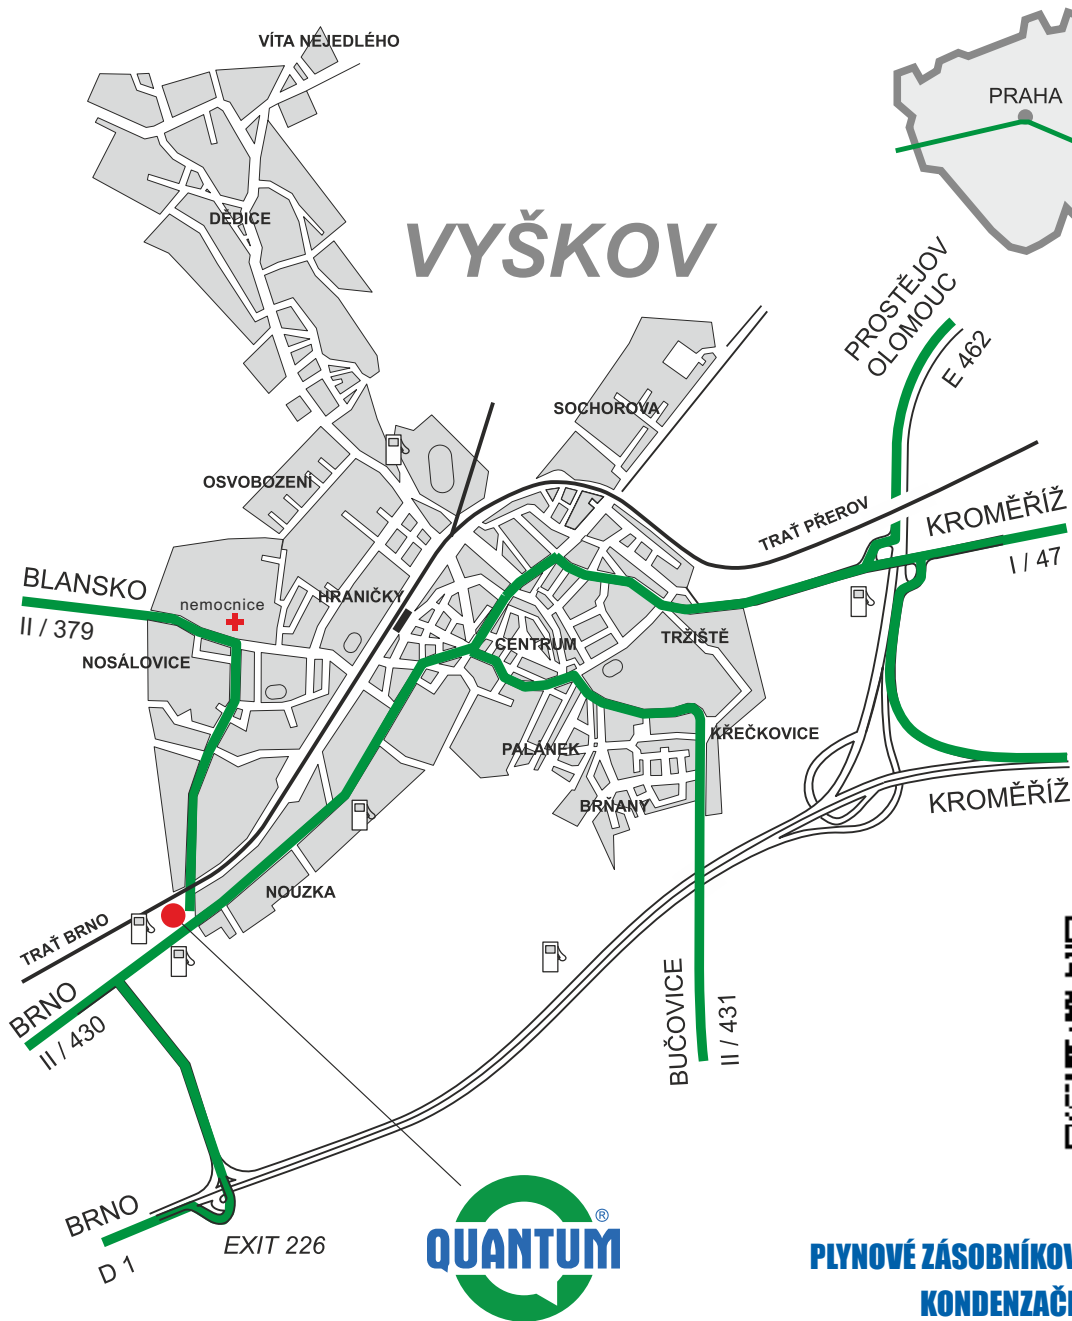 VÍTA NEJEDLÉHO
PRAHA
DĚDICE
VYŠKOV
PROSTĚJOV
OLOMOUC
E 462
SOCHOROVA
OSVOBOZENÍ
TRAŤ PŘEROV
KROMĚŘÍŽ
I / 47
BLANSKO
II / 379
nemocnice
HRANIČKY
NOSÁLOVICE
CENTRUM
TRŽIŠTĚ
KŘEČKOVICE
PALÁNEK
BRŇANY
KROMĚŘÍŽ
NOUZKA
TRAŤ BRNO
BRNO
II / 430
BUČOVICE
II / 431
BRNO
D 1
EXIT 226
QUANTUM®
PLYNOVÉ ZÁSOBNÍKOV
KONDENZAČ